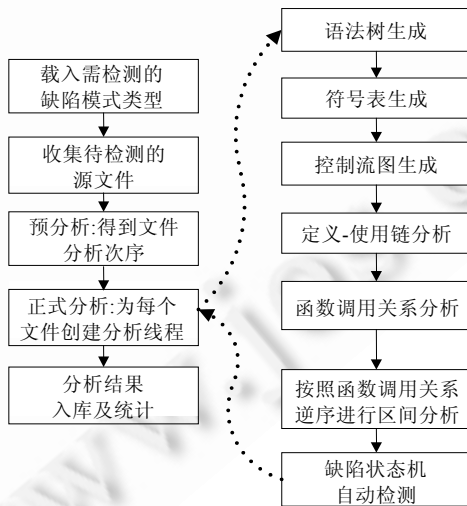 载入需检测的
缺陷模式类型
收集待检测的
源文件
预分析:得到文件
分析次序
正式分析:为每个
文件创建分析线程
分析结果
入库及统计
语法树生成
符号表生成
控制流图生成
定义-使用链分析
函数调用关系分析
按照函数调用关系
逆序进行区间分析
缺陷状态机
自动检测